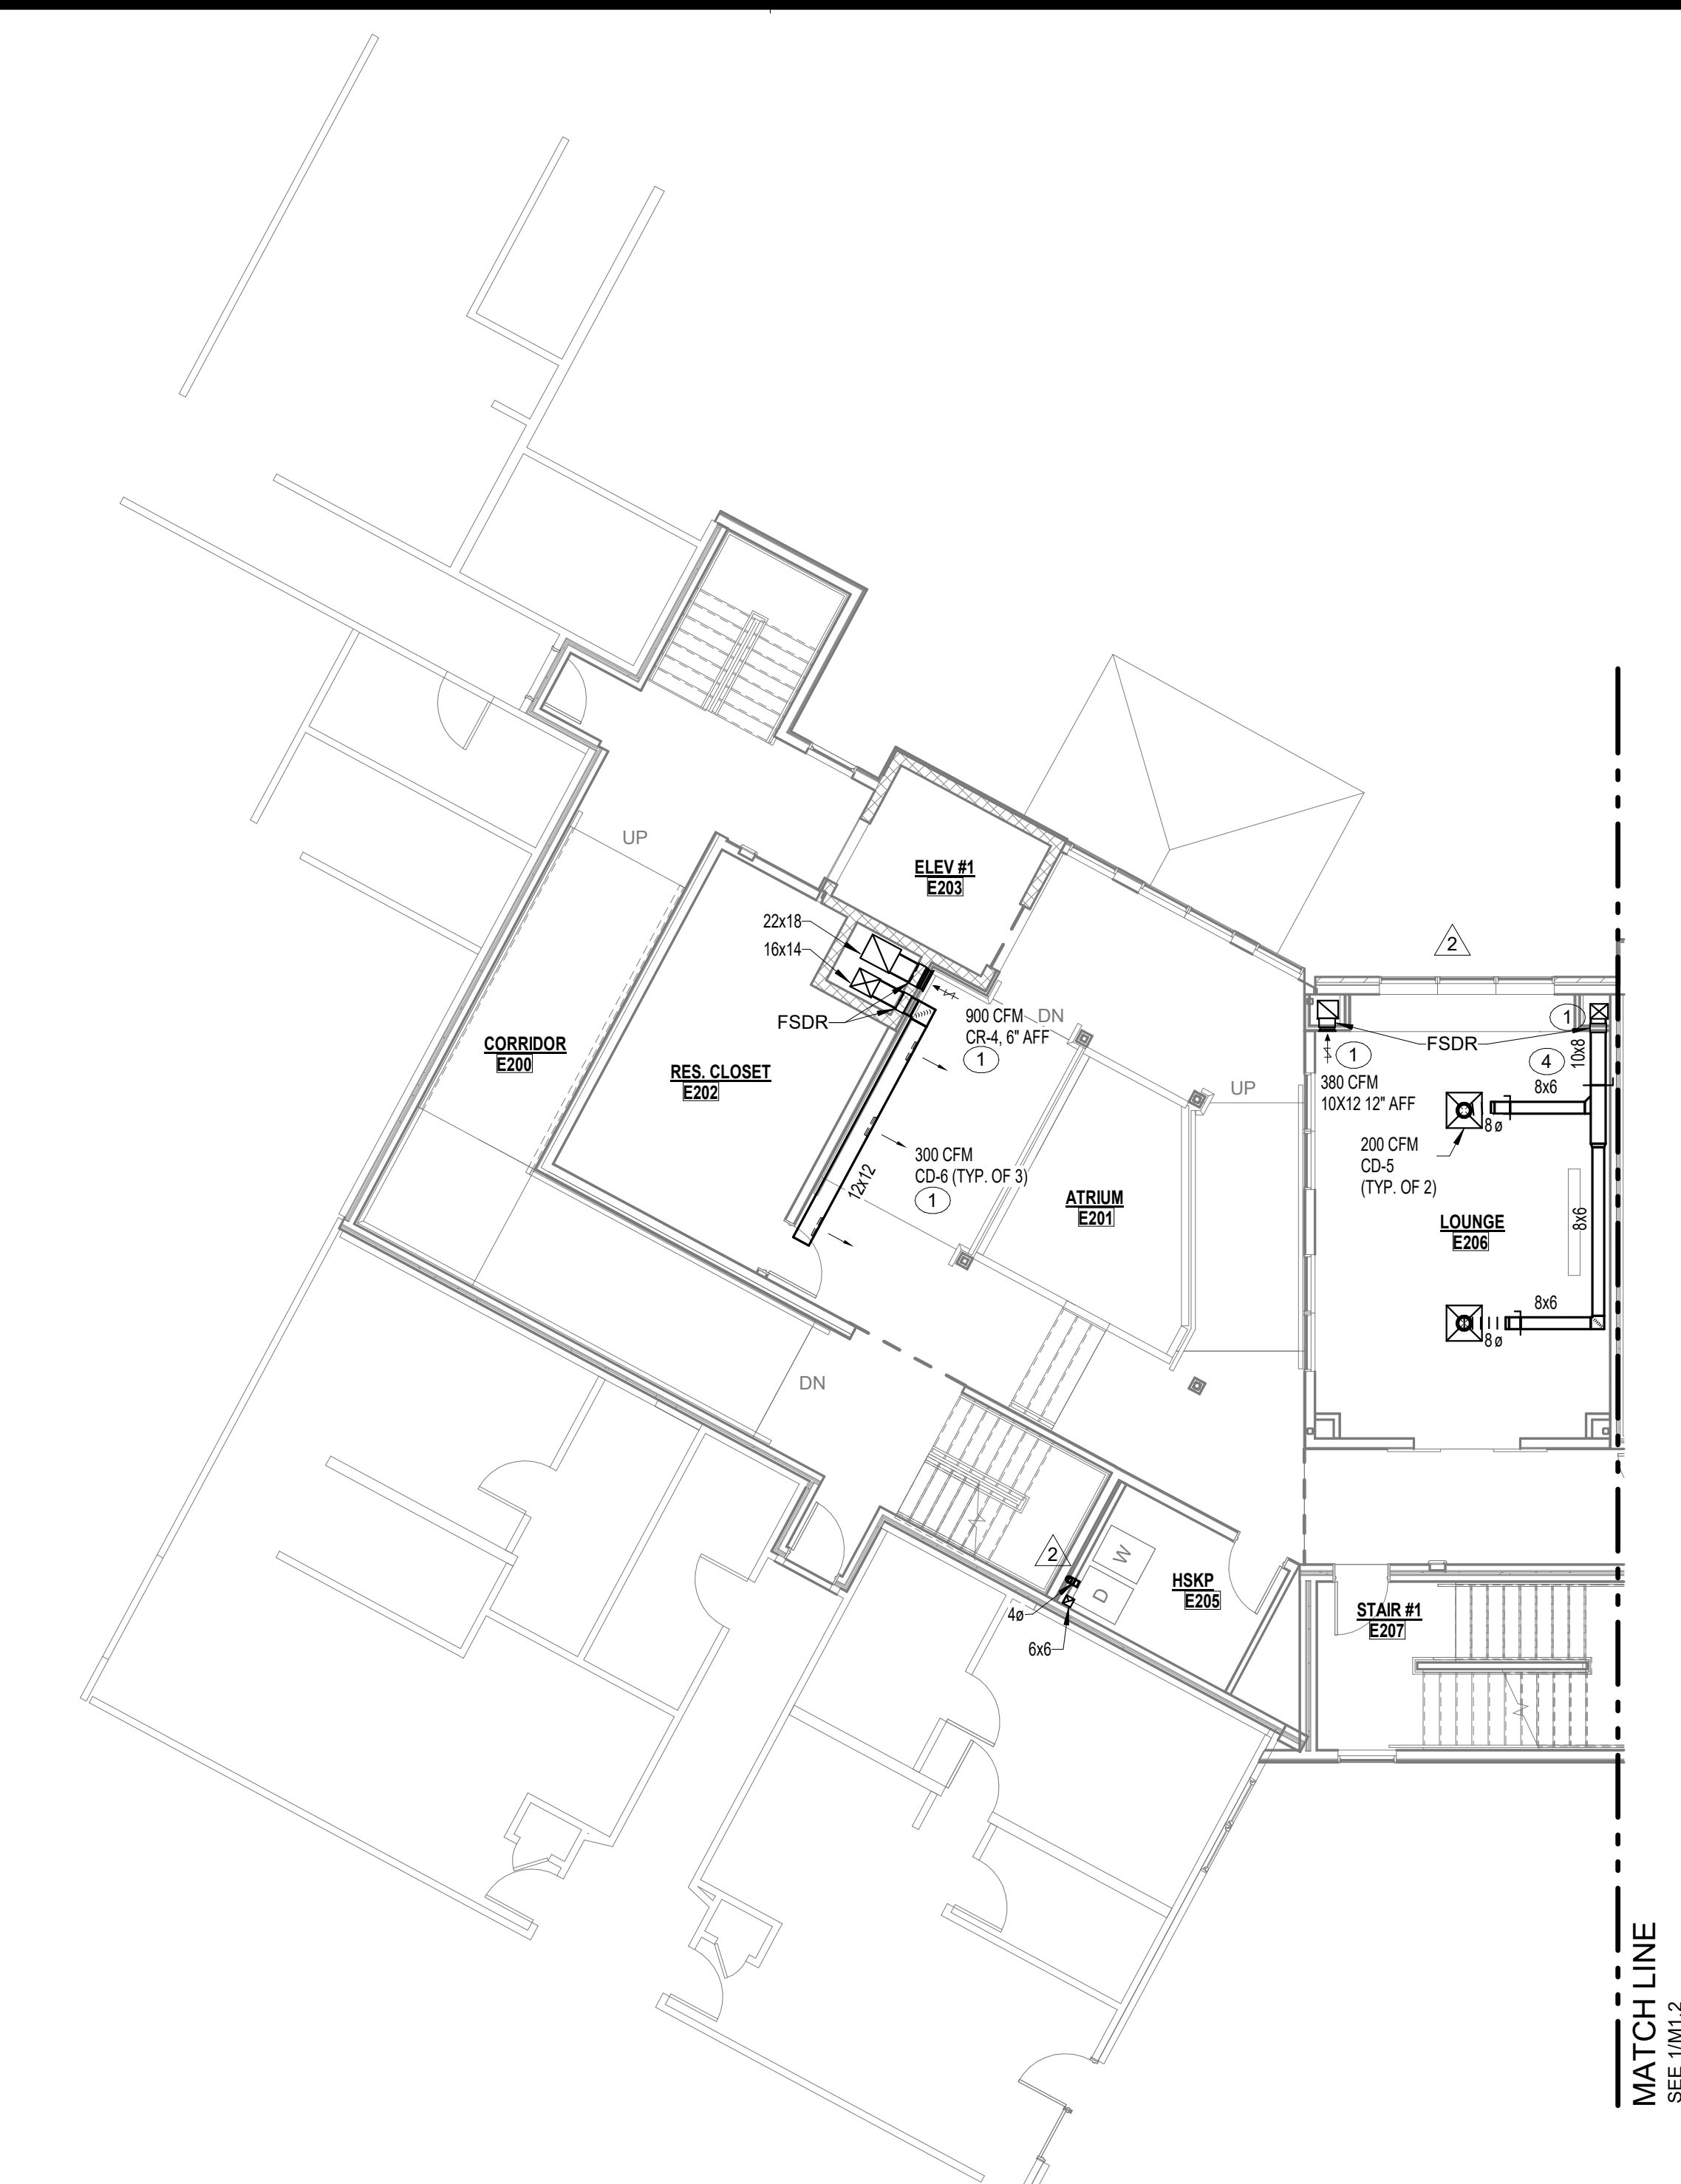 UP
ELEV #1
E203
22x18
16x14
FSDR
900 CFM
CR-4, 6" AFF
1
DN
CORRIDOR
E200
RES. CLOSET
E202
300 CFM
CD-6 (TYP. OF 3)
1
12x12
ATRIUM
E201
UP
2
FSDR
1
1
4
10x8
380 CFM
10X12 12" AFF
8x6
8ø
200 CFM
CD-5
(TYP. OF 2)
LOUNGE
E206
8x6
8x6
8ø
DN
2
W
D
HSKP
E205
4ø
6x6
STAIR #1
E207
MATCH LINE
SEE 1/M1.2